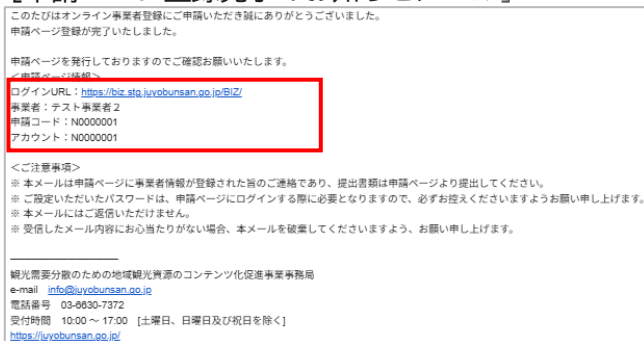 このたびはオンライン事業者登録にご申請いただき誠にありがとうございました。
申請ページ登録が完了いたしました。
申請ページを発行しておりますのでご確認お願いいたします。
＜申請ページ情報＞
ログインURL：https://biz.stg.juyobunsan.go.jp/BIZ/
事業者：テスト事業者２
申請コード：N0000001
アカウント：N0000001
＜ご注意事項＞
※ 本メールは申請ページに事業者情報が登録された旨のご連絡であり、提出書類は申請ページより提出してください。
※ ご設定いただいたパスワードは、申請ページにログインする際に必要となりますので、必ずお控えくださいますようお願い申し上げます。
※ 本メールにはご返信いただけません。
※ 受信したメール内容にお心当たりがない場合、本メールを破棄してくださいますよう、お願い申し上げます。
観光需要分散のための地域観光資源のコンテンツ化促進事業事務局
e-mail info@juyobunsan.go.jp
電話番号 03-6630-7372
受付時間 10:00 ～ 17:00 [土曜日、日曜日及び祝日を除く]
https://juyobunsan.go.jp/